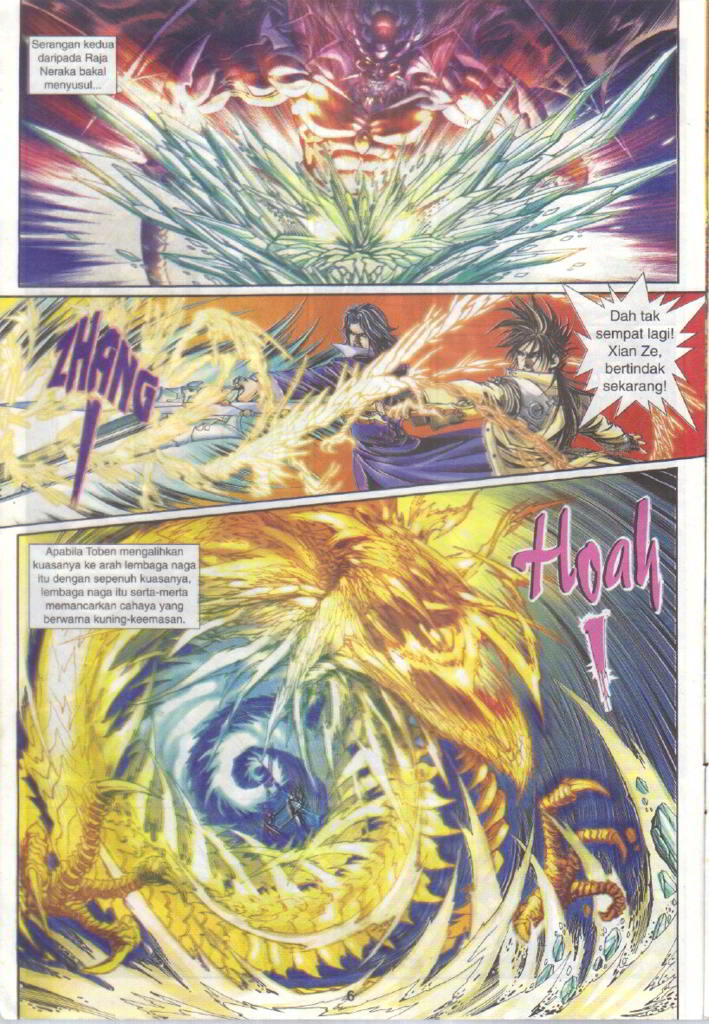 Serangan kedua
daripada Raja
Neraka bakal
menyusul...
Dah tak
sempat lagi!
Xian Ze,
bertindak
sekarang!
ZHANG
!
Apabila Toben mengalihkan
kuasanya ke arah lembaga naga
itu dengan sepenuh kuasanya,
lembaga naga itu serta-merta
memancarkan cahaya yang
berwarna kuning-keemasan.
Hoah
!
6